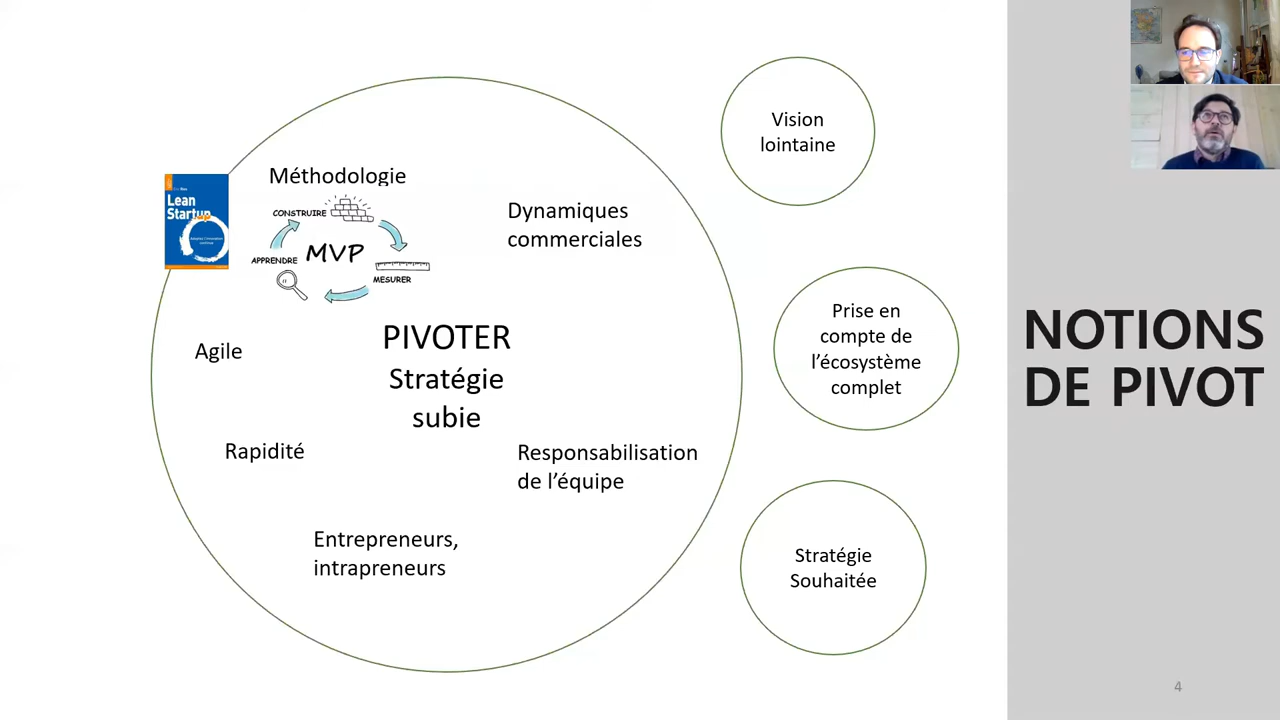 Méthodologie
Lean
Startup
CONSTRUIRE
MVP
APPRENDRE
MESURER
Dynamiques
commerciales
PIVOTER
Stratégie
subie
Agile
Rapidité
Responsabilisation
de l'équipe
Entrepreneurs,
intrapreneurs
Vision
lointaine
Prise en
compte de
l'écosystème
complet
Stratégie
Souhaitée
NOTIONS
DE PIVOT
4